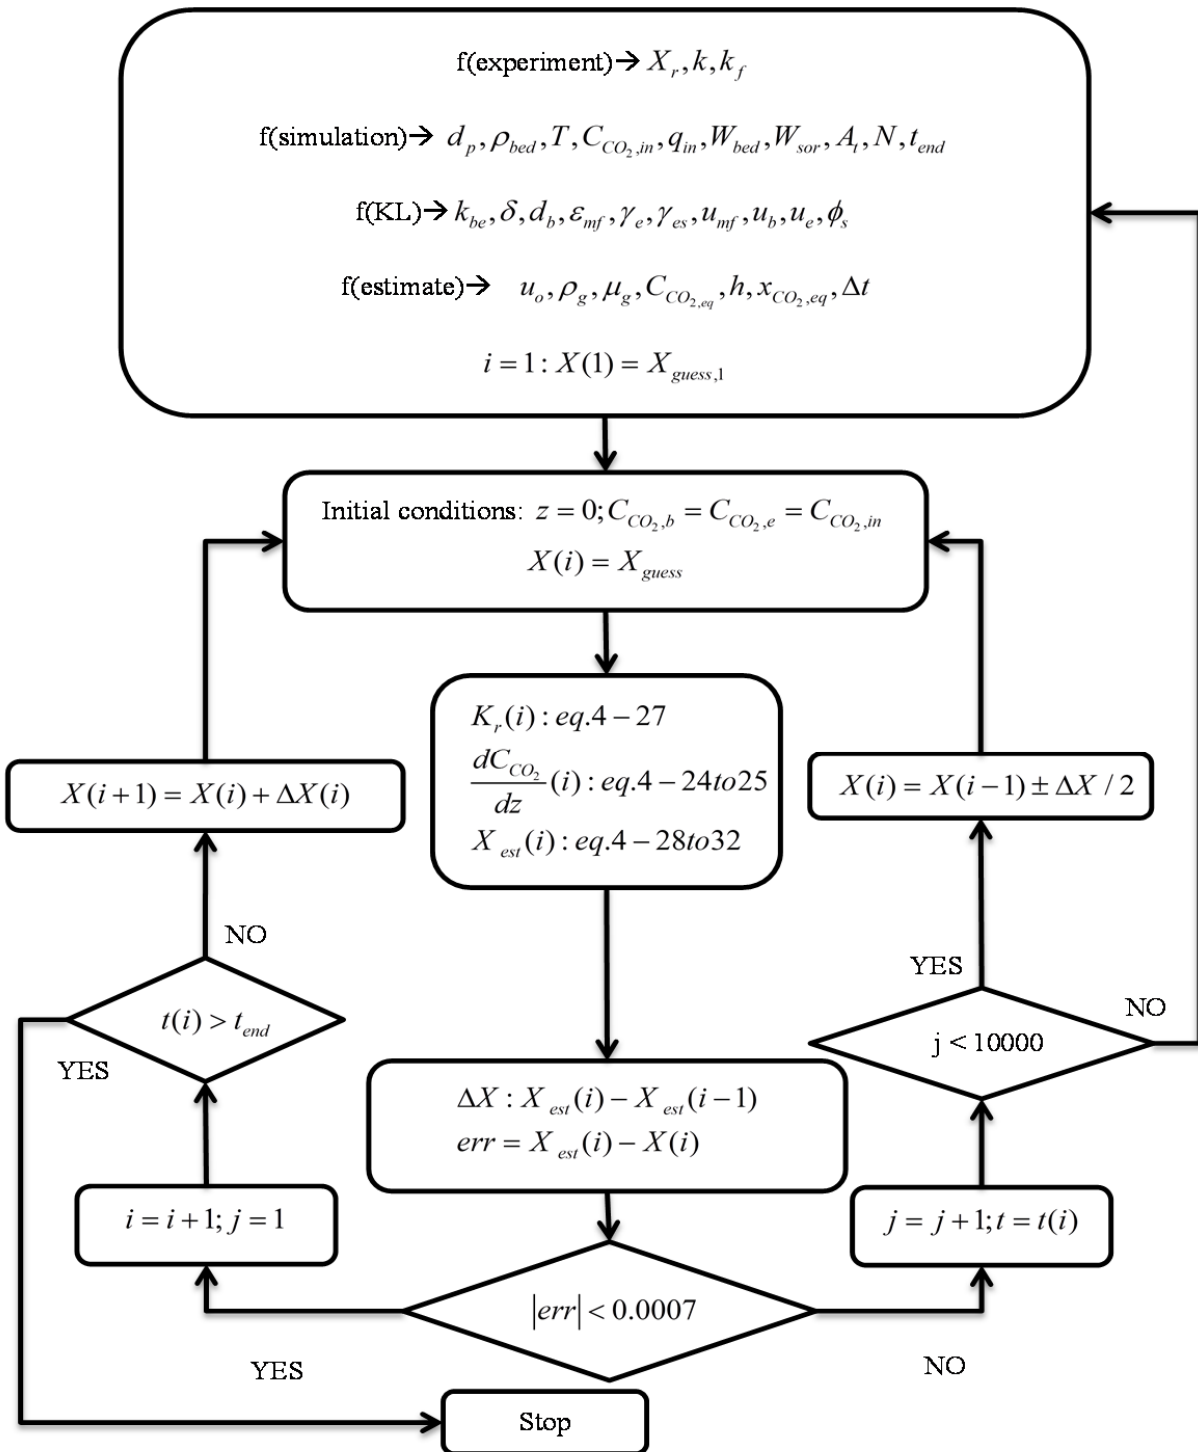 f(experiment)→ X_r, k, k_f
f(simulation)→ d_p, ρ_bed, T, C_CO₂,in, q_in, W_bed, W_sor, A_t, N, t_end
f(KL)→ k_be, δ, d_b, ε_mf, γ_e, γ_es, u_mf, u_b, u_e, ϕ_s
f(estimate)→ u_o, ρ_g, μ_g, C_CO₂,eq, h, x_CO₂,eq, Δt
i = 1 : X(1) = X_guess,1
Initial conditions: z = 0; C_CO₂,b = C_CO₂,e = C_CO₂,in
X(i) = X_guess
K_r(i) : eq.4 − 27
dC_CO₂/dz (i) : eq.4 − 24to25
X_est(i) : eq.4 − 28to32
X(i+1) = X(i) + ΔX(i)
X(i) = X(i−1) ± ΔX / 2
NO
YES
NO
t(i) > t_end
j < 10000
YES
ΔX : X_est(i) − X_est(i−1)
err = X_est(i) − X(i)
i = i + 1; j = 1
j = j + 1; t = t(i)
|err| < 0.0007
YES
NO
Stop